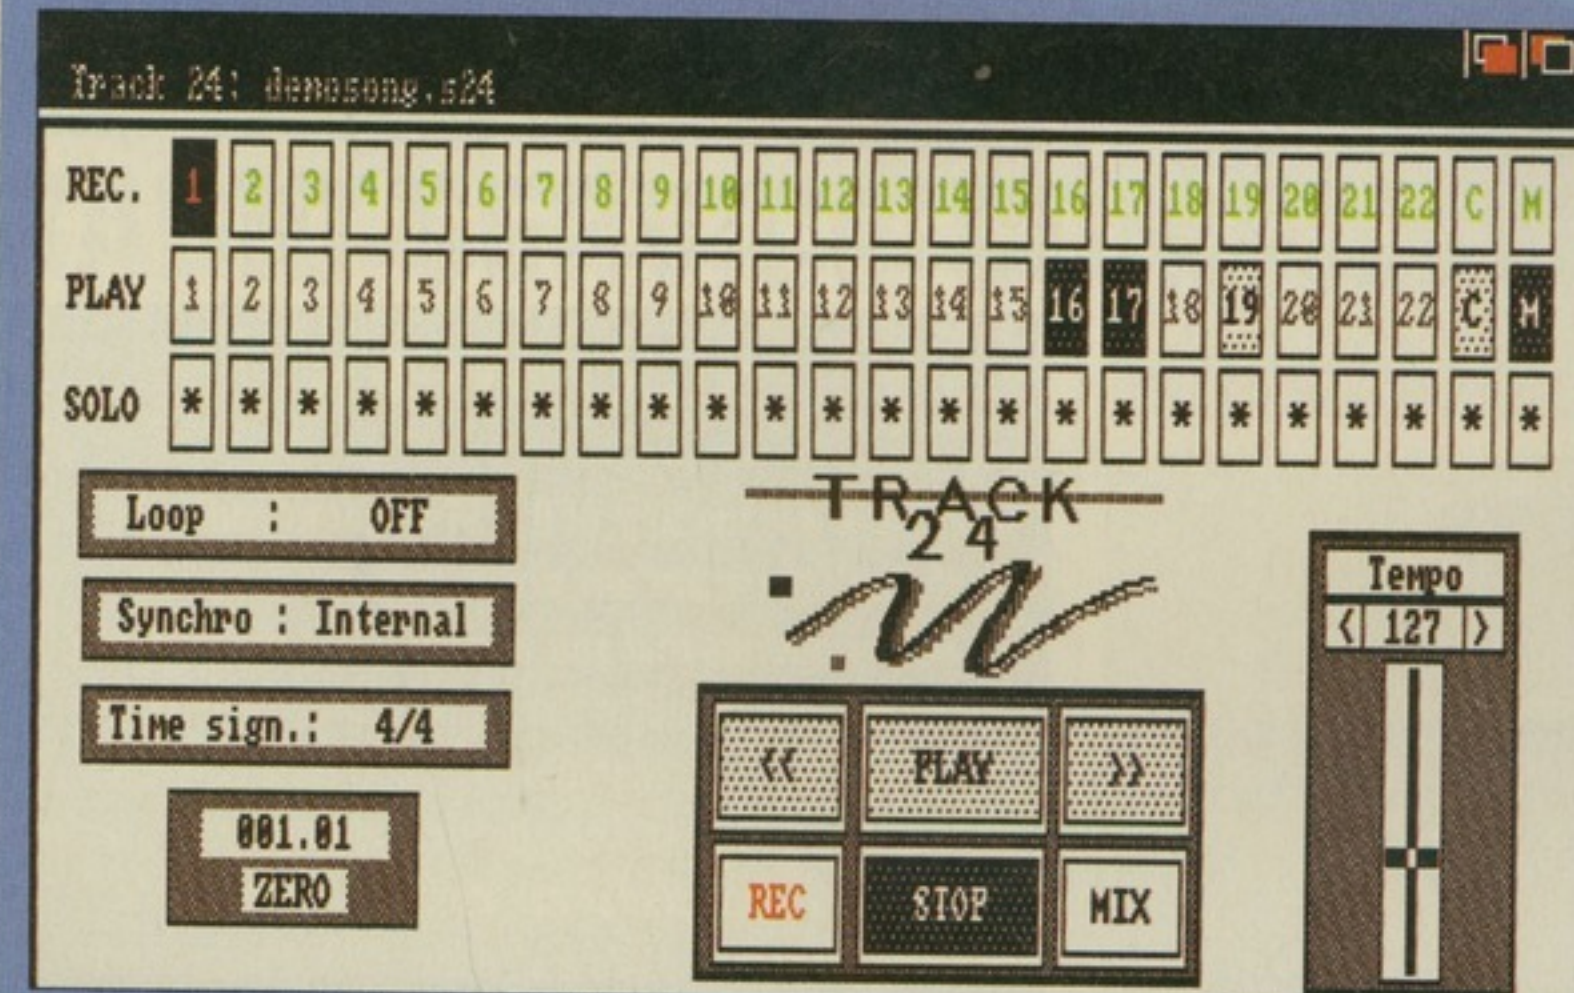 Track 24: demosong.s24
REC. 1 2 3 4 5 6 7 8 9 10 11 12 13 14 15 16 17 18 19 20 21 22 C M
PLAY 1 2 3 4 5 6 7 8 9 10 11 12 13 14 15 16 17 18 19 20 21 22 C M
SOLO * * * * * * * * * * * * * * * * * * * * * * * *
Loop : OFF
Synchro : Internal
Time sign.: 4/4
001.01
ZERO
TRACK
24
<< PLAY >>
REC STOP MIX
Tempo
< 127 >